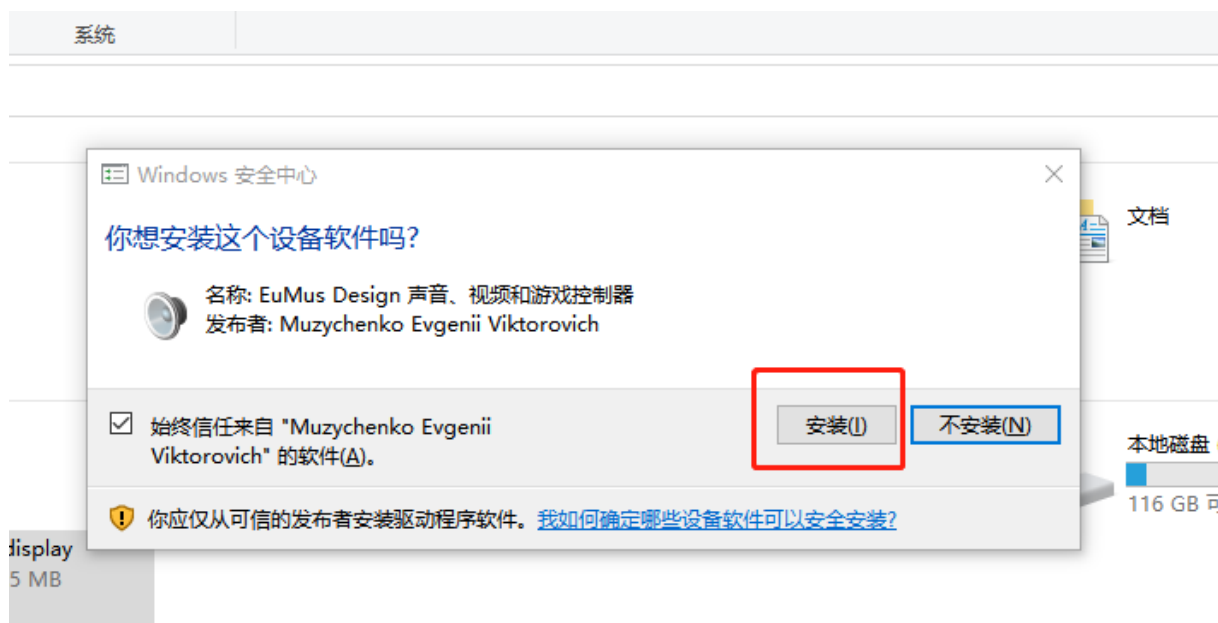 系统
Windows 安全中心
你想安装这个设备软件吗?
文档
名称: EuMus Design 声音、视频和游戏控制器
发布者: Muzychenko Evgenii Viktorovich
始终信任来自 "Muzychenko Evgenii
Viktorovich" 的软件(A)。
安装(I)
不安装(N)
本地磁盘
116 GB
你应仅从可信的发布者安装驱动程序软件。我如何确定哪些设备软件可以安全安装?
display
5 MB